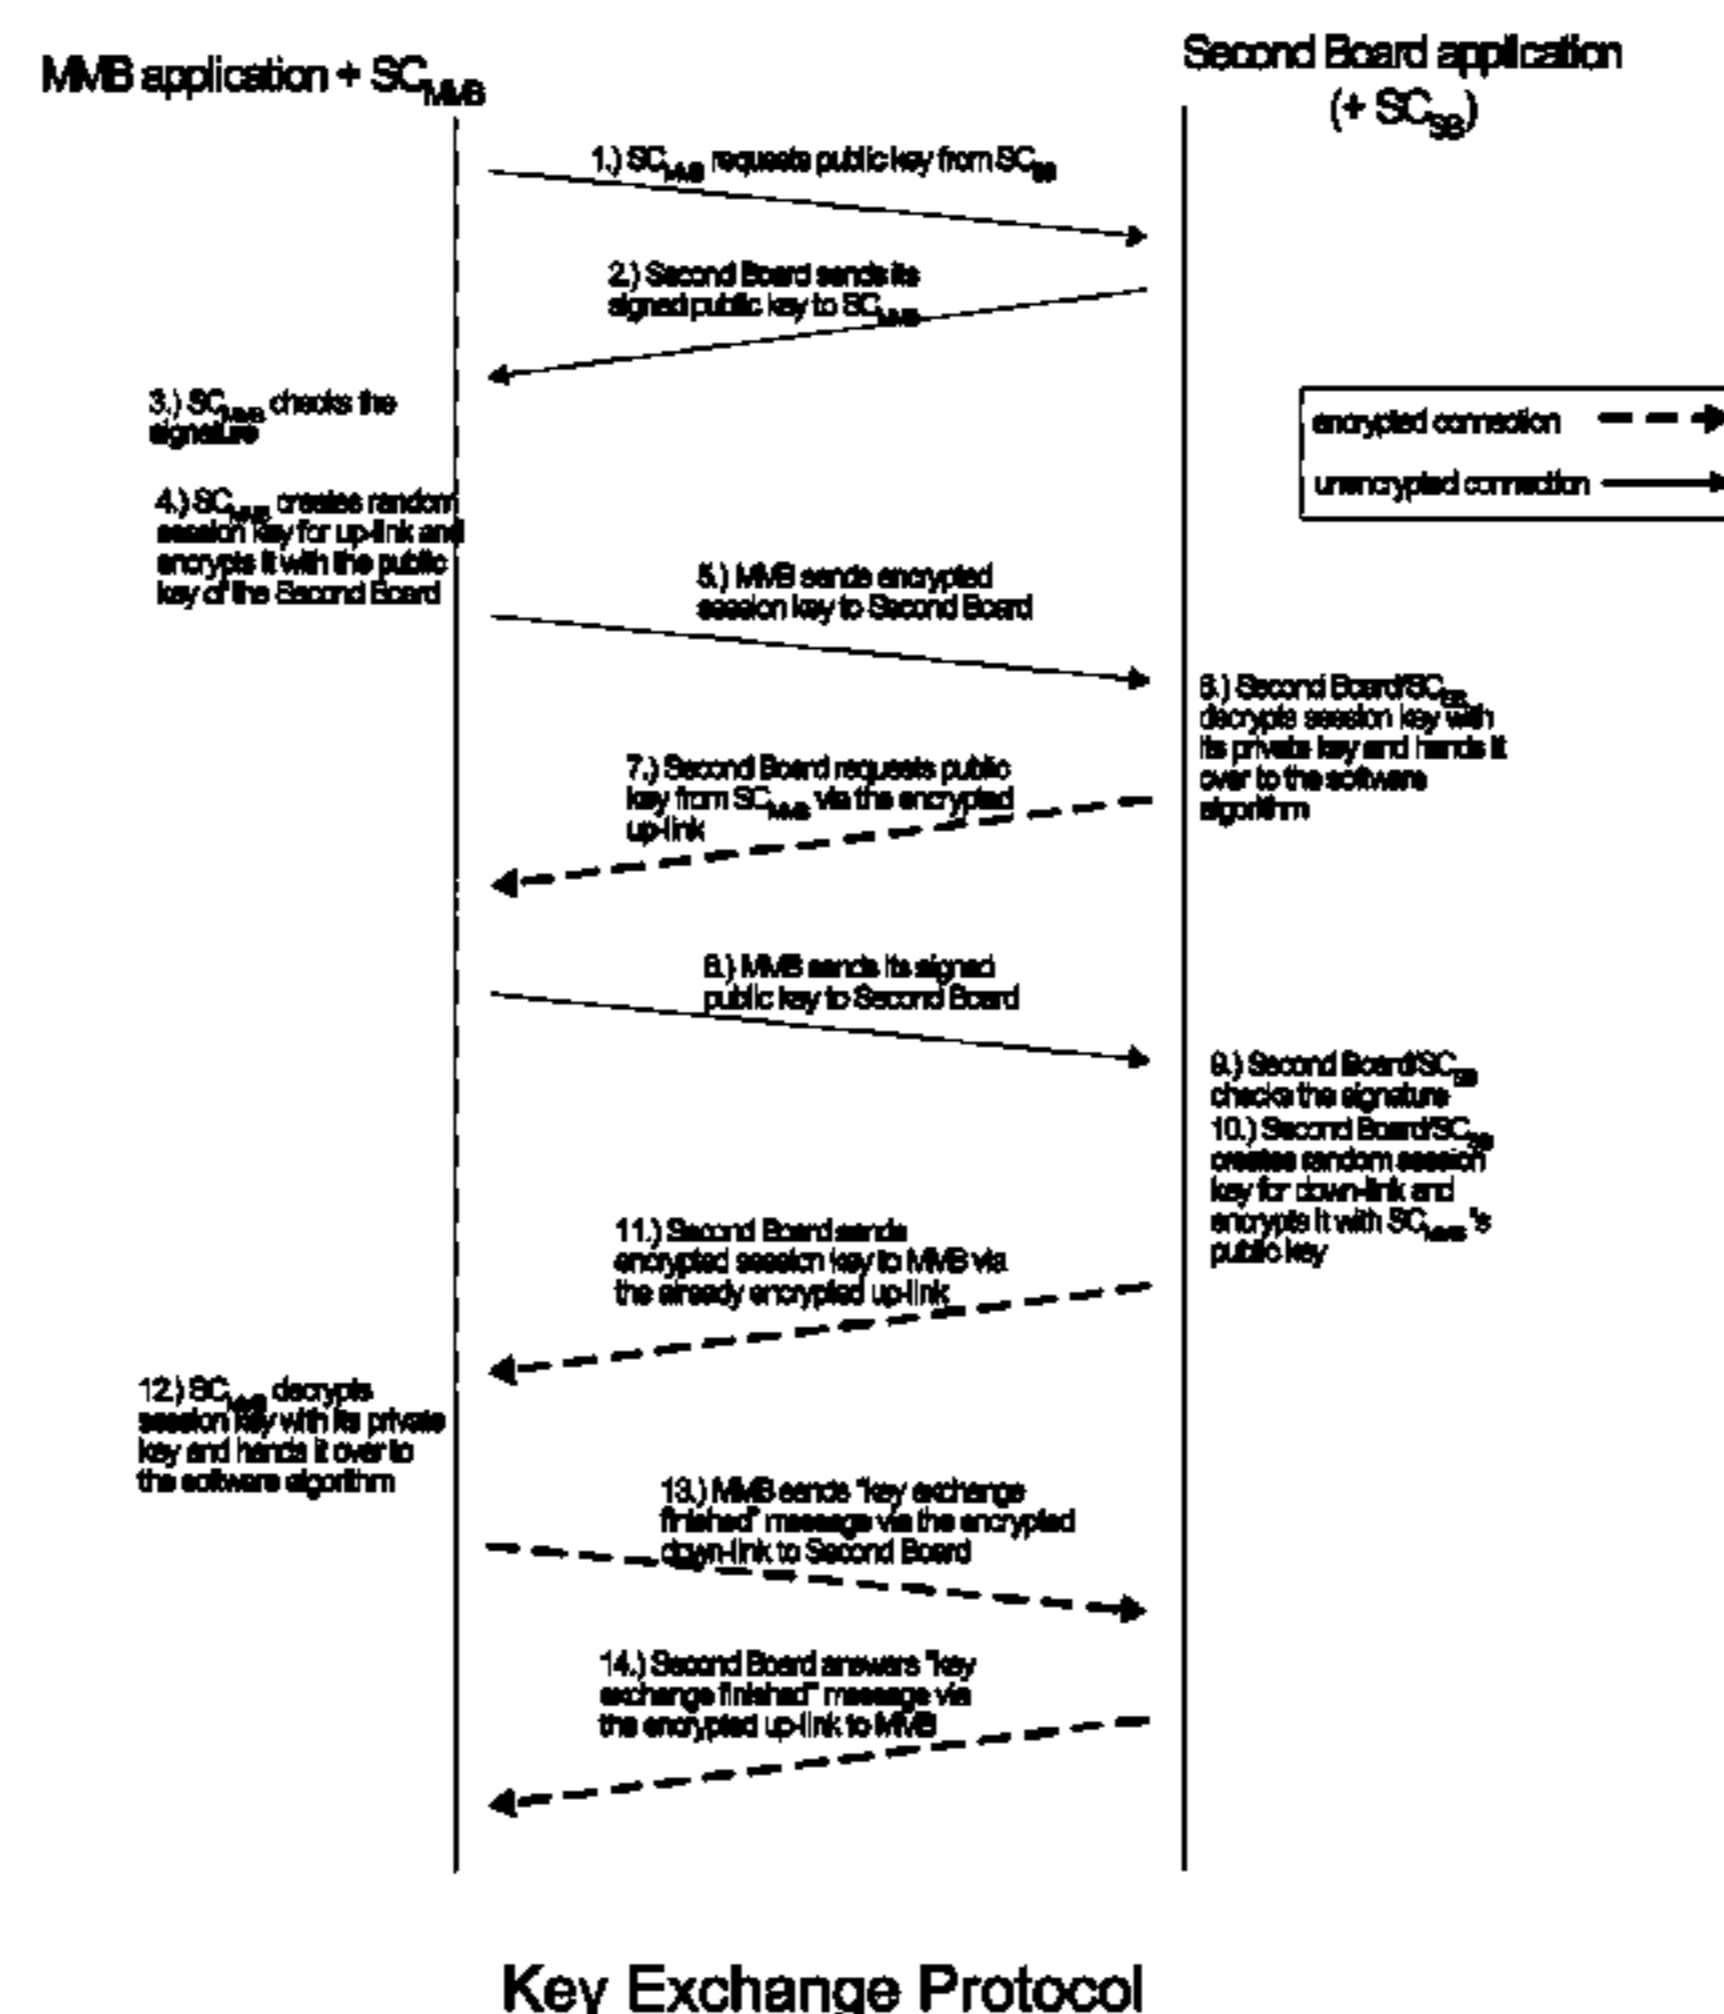 MMB application + SCMMB
Second Board application
(+ SCSB)
1.) SCMMB requests public key from SCSB
2.) Second Board sends its
signed public key to SCMMB
3.) SCMMB checks the
signature
encrypted connection
unencrypted connection
4.) SCMMB creates random
session key for up-link and
encrypts it with the public
key of the Second Board
5.) MMB sends encrypted
session key to Second Board
6.) Second Board/SCSB
decrypts session key with
its private key and hands it
over to the software
algorithm
7.) Second Board requests public
key from SCMMB via the encrypted
up-link
8.) MMB sends its signed
public key to Second Board
9.) Second Board/SCSB
checks the signature
10.) Second Board/SCSB
creates random session
key for down-link and
encrypts it with SCMMB's
public key
11.) Second Board sends
encrypted session key to MMB via
the already encrypted up-link
12.) SCMMB decrypts
session key with its private
key and hands it over to
the software algorithm
13.) MMB sends "key exchange
finished" message via the encrypted
down-link to Second Board
14.) Second Board answers "key
exchange finished" message via
the encrypted up-link to MMB
Key Exchange Protocol